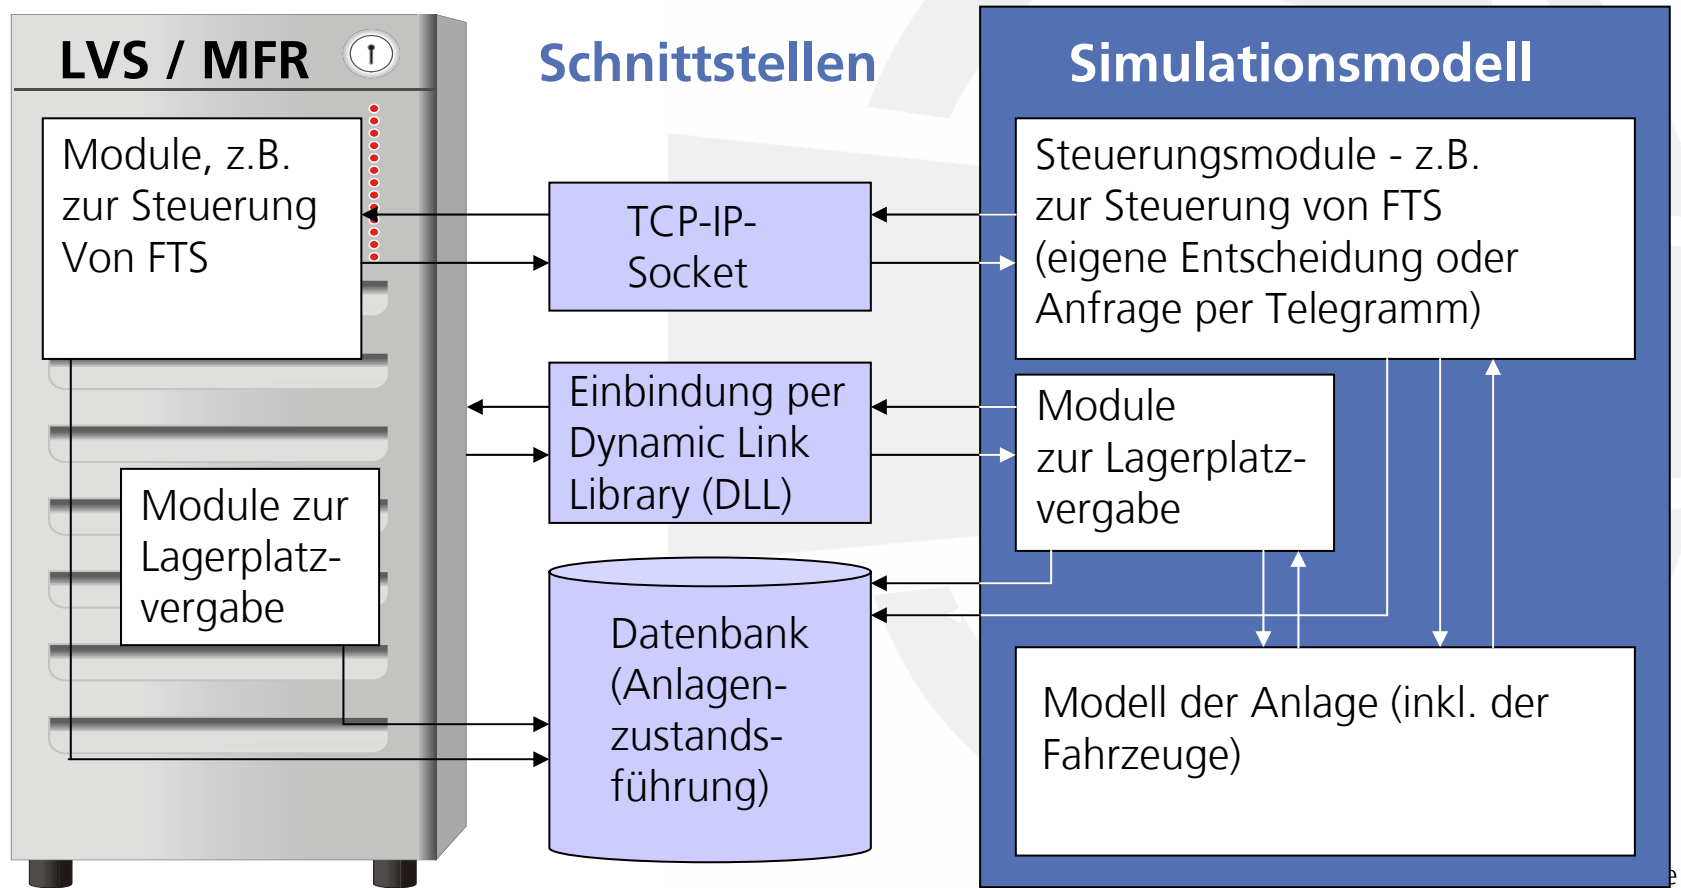 LVS / MFR
Module, z.B.
zur Steuerung
Von FTS
Module zur
Lagerplatz-
vergabe
Schnittstellen
TCP-IP-
Socket
Einbindung per
Dynamic Link
Library (DLL)
Datenbank
(Anlagen-
zustands-
führung)
Simulationsmodell
Steuerungsmodule - z.B.
zur Steuerung von FTS
(eigene Entscheidung oder
Anfrage per Telegramm)
Module
zur Lagerplatz-
vergabe
Modell der Anlage (inkl. der
Fahrzeuge)